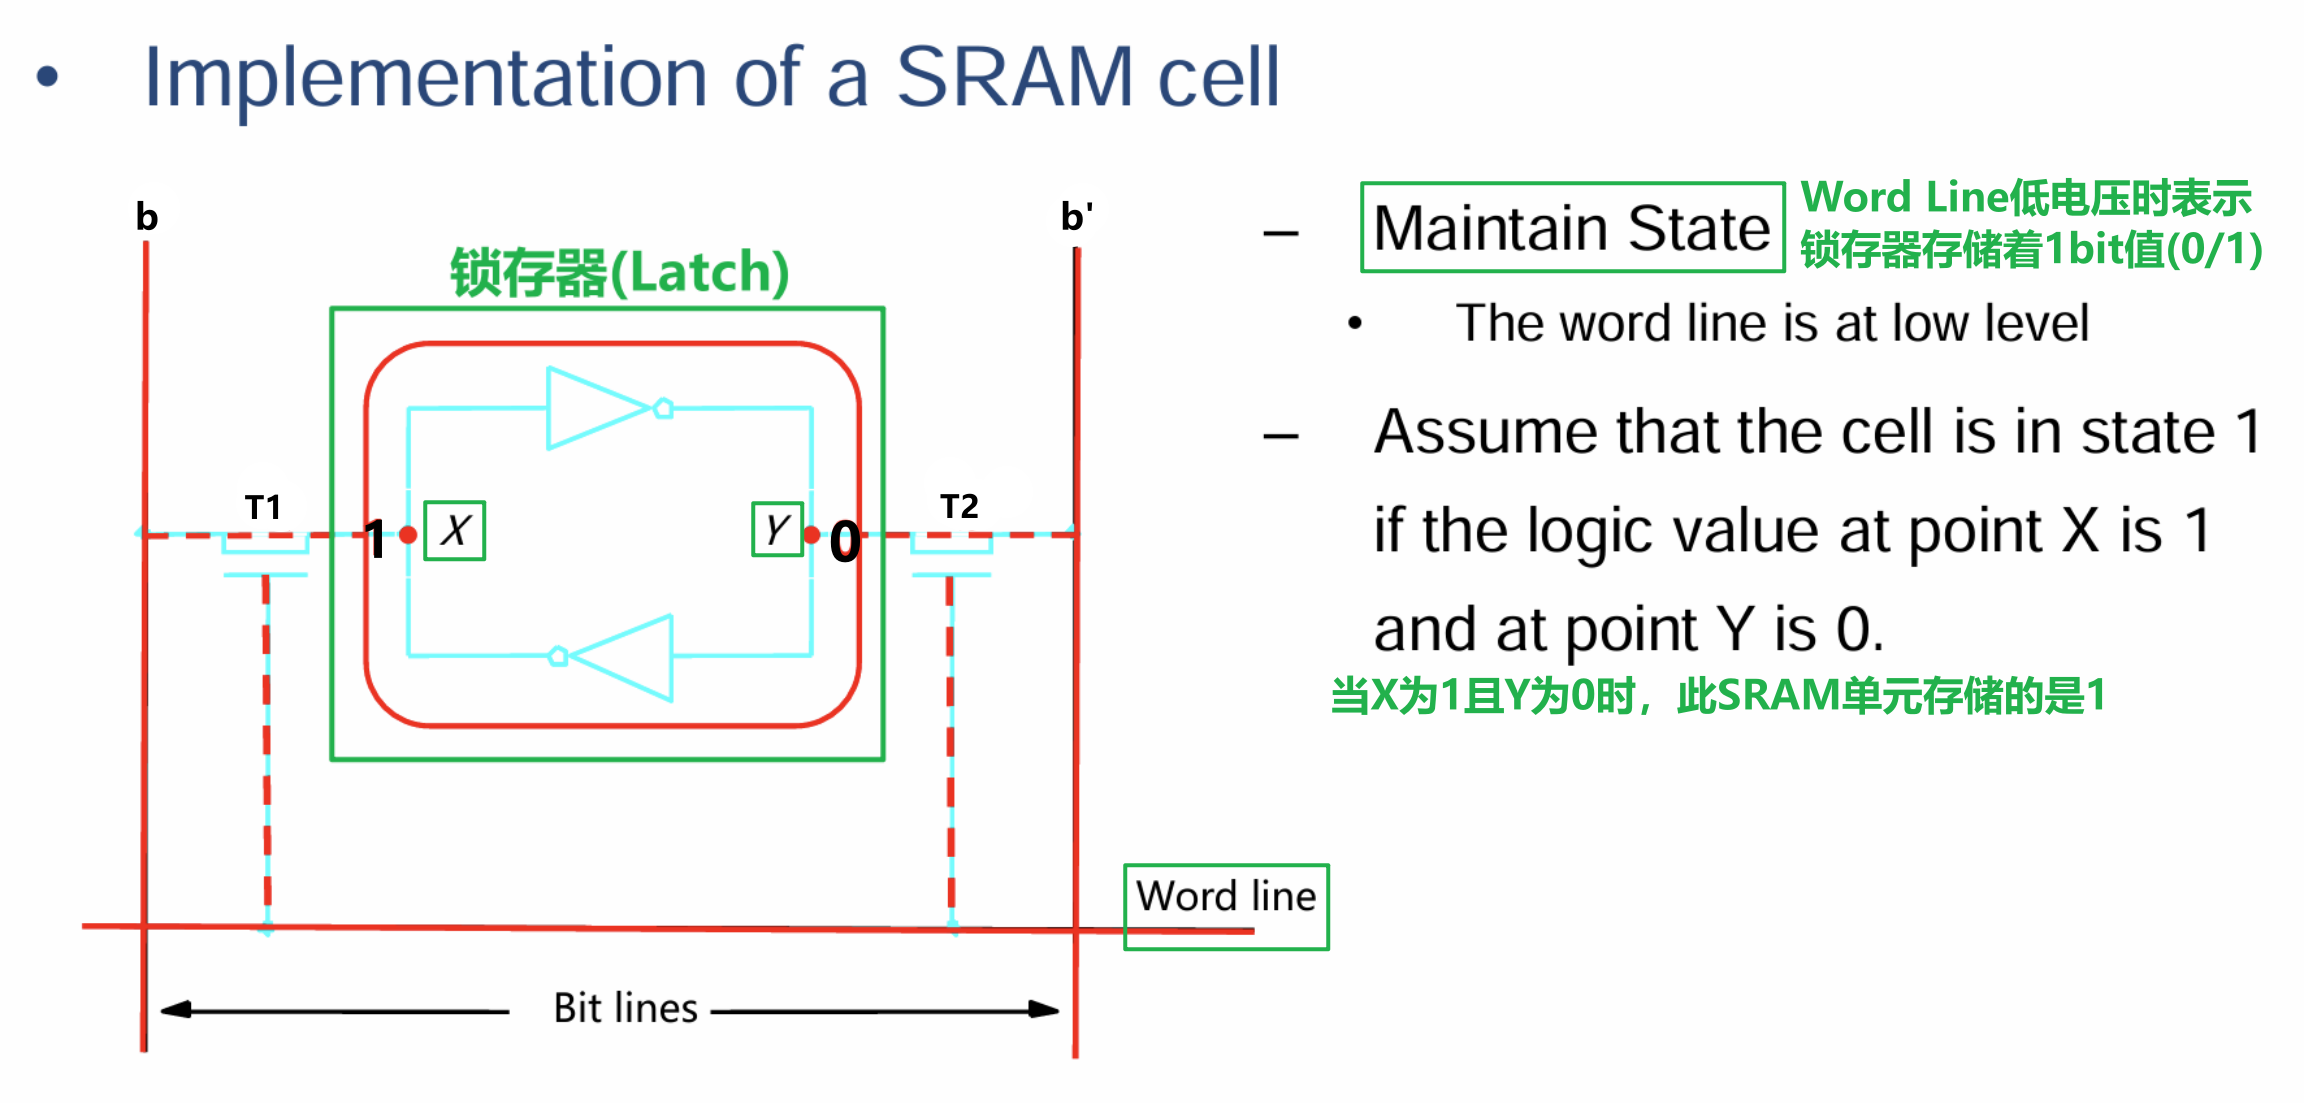 • Implementation of a SRAM cell
b
b'
锁存器(Latch)
T1
1
X
Y
0
T2
Word line
Bit lines
– Maintain State
Word Line低电压时表示
锁存器存储着1bit值(0/1)
• The word line is at low level
– Assume that the cell is in state 1
if the logic value at point X is 1
and at point Y is 0.
当X为1且Y为0时，此SRAM单元存储的是1